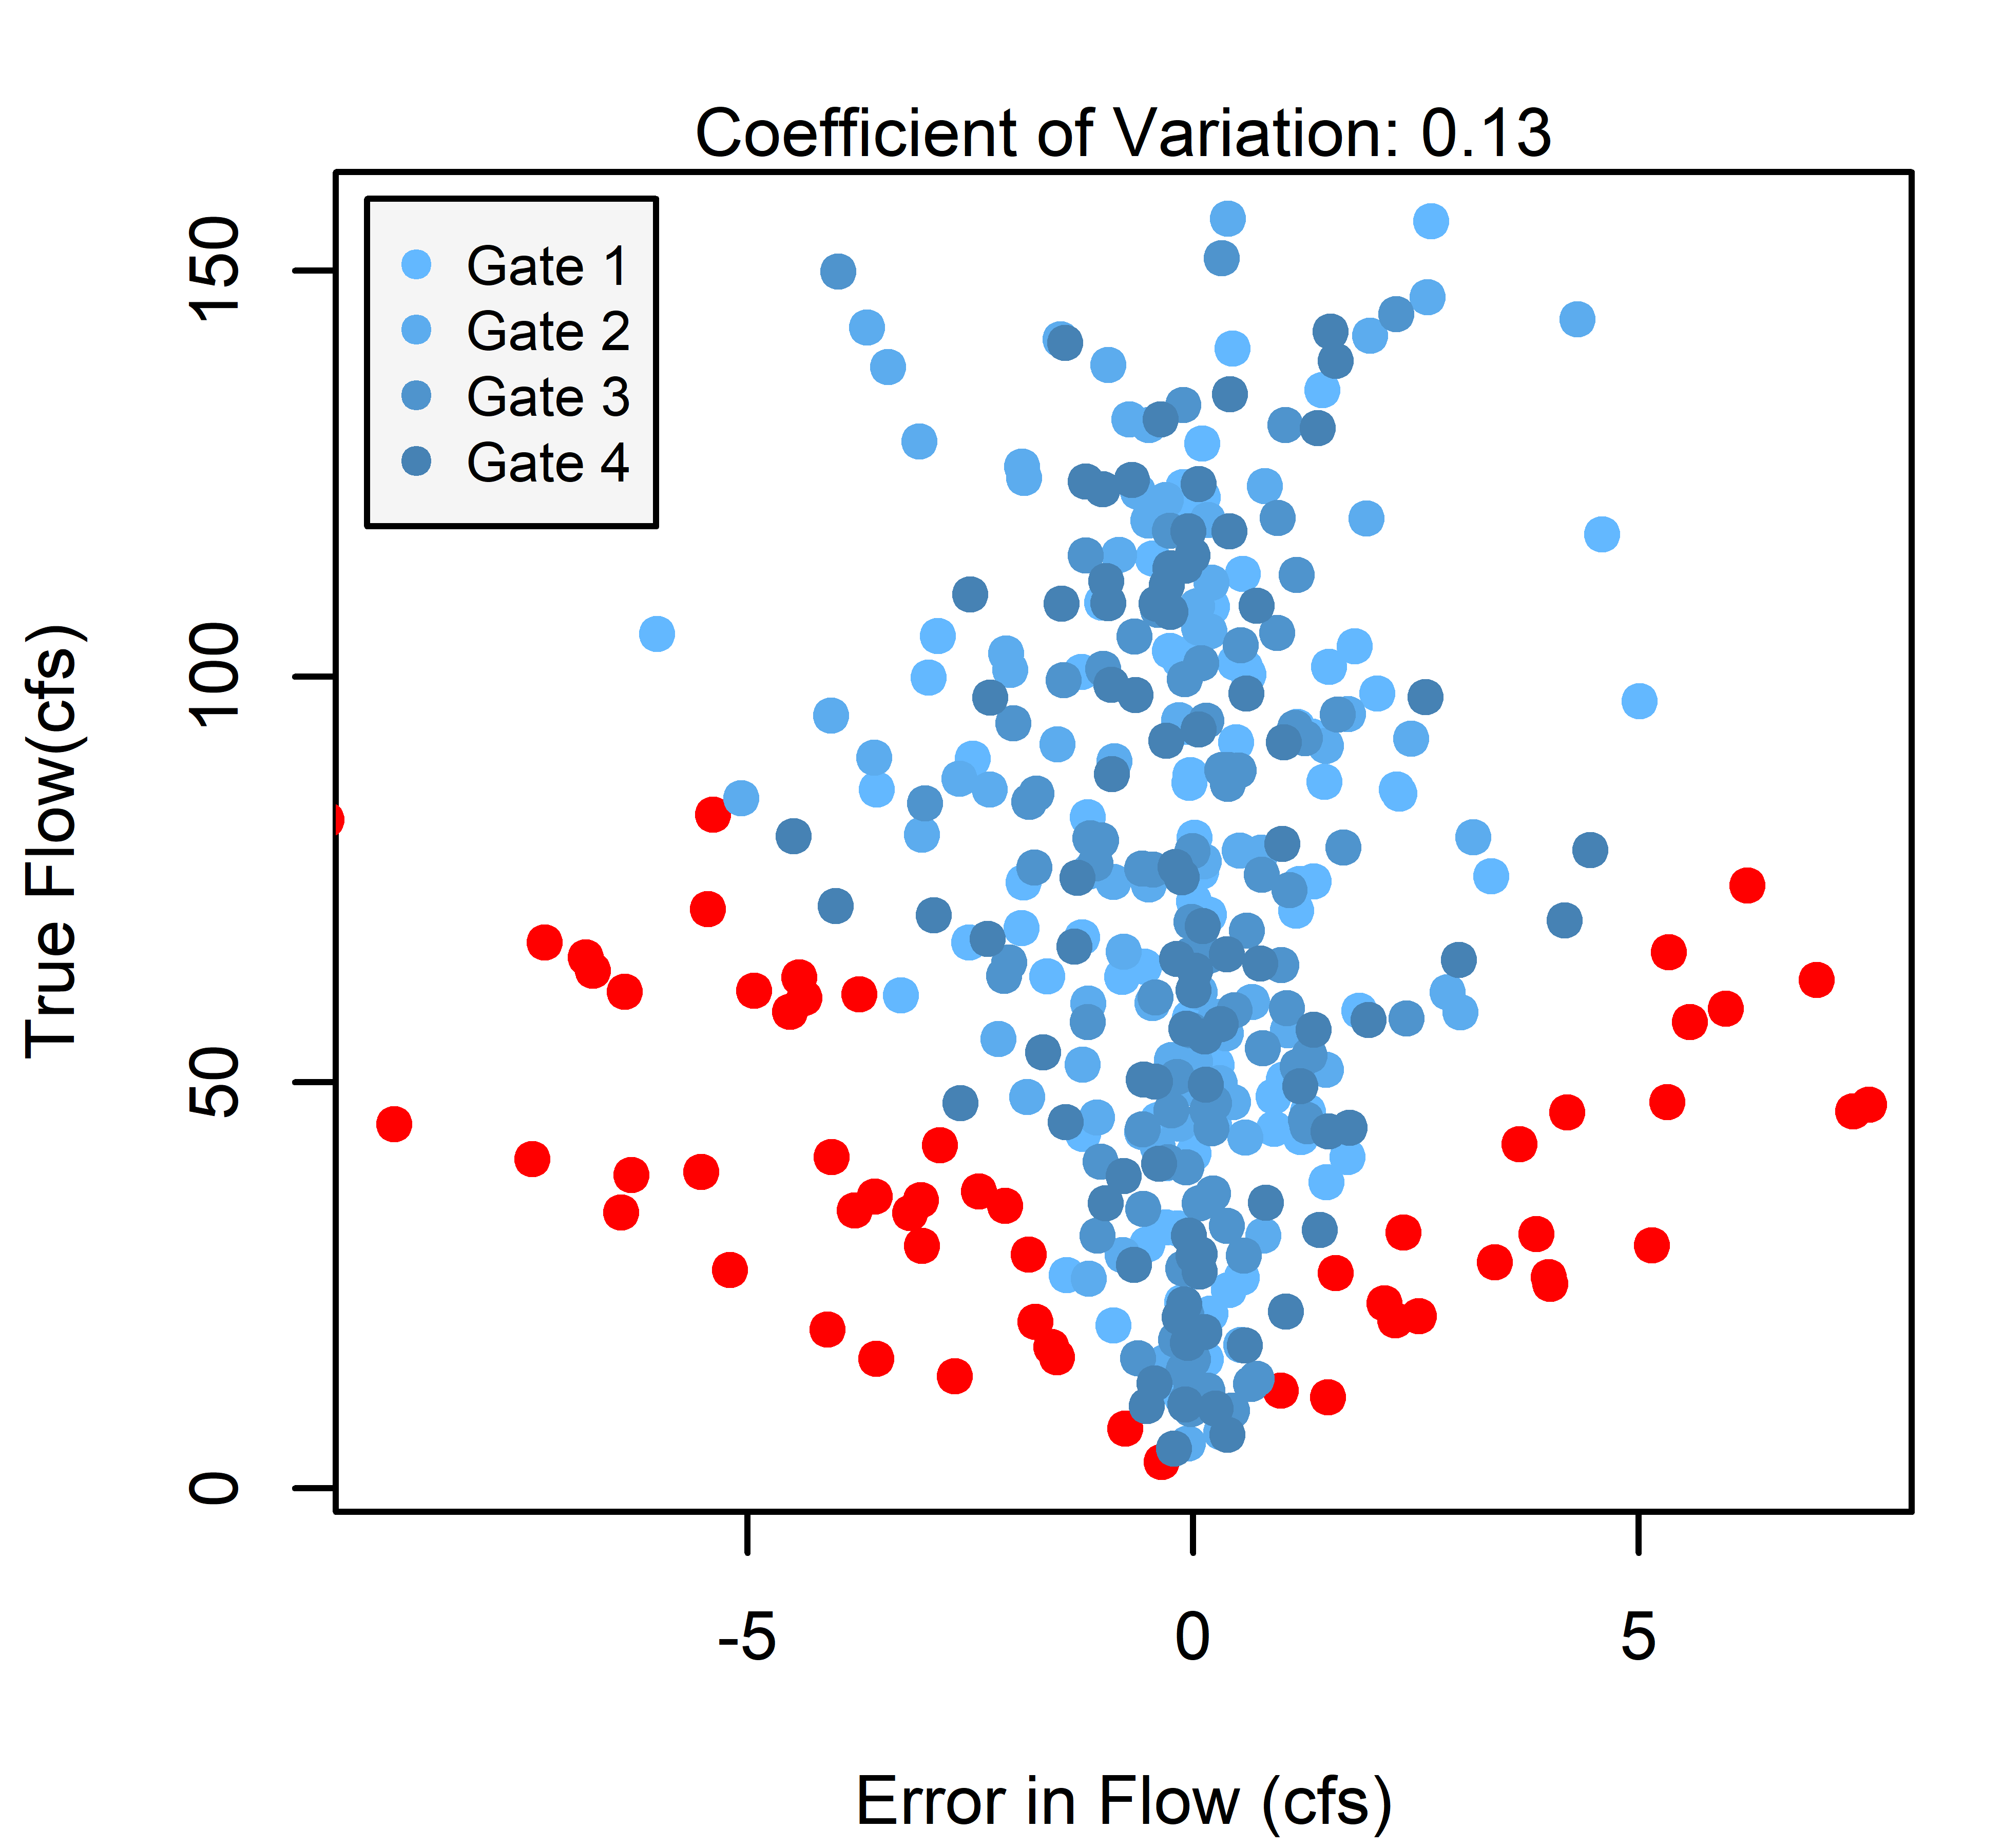 Coefficient of Variation: 0.13
Gate 1
Gate 2
Gate 3
Gate 4
True Flow(cfs)
150
100
50
0
-5 0 5
Error in Flow (cfs)